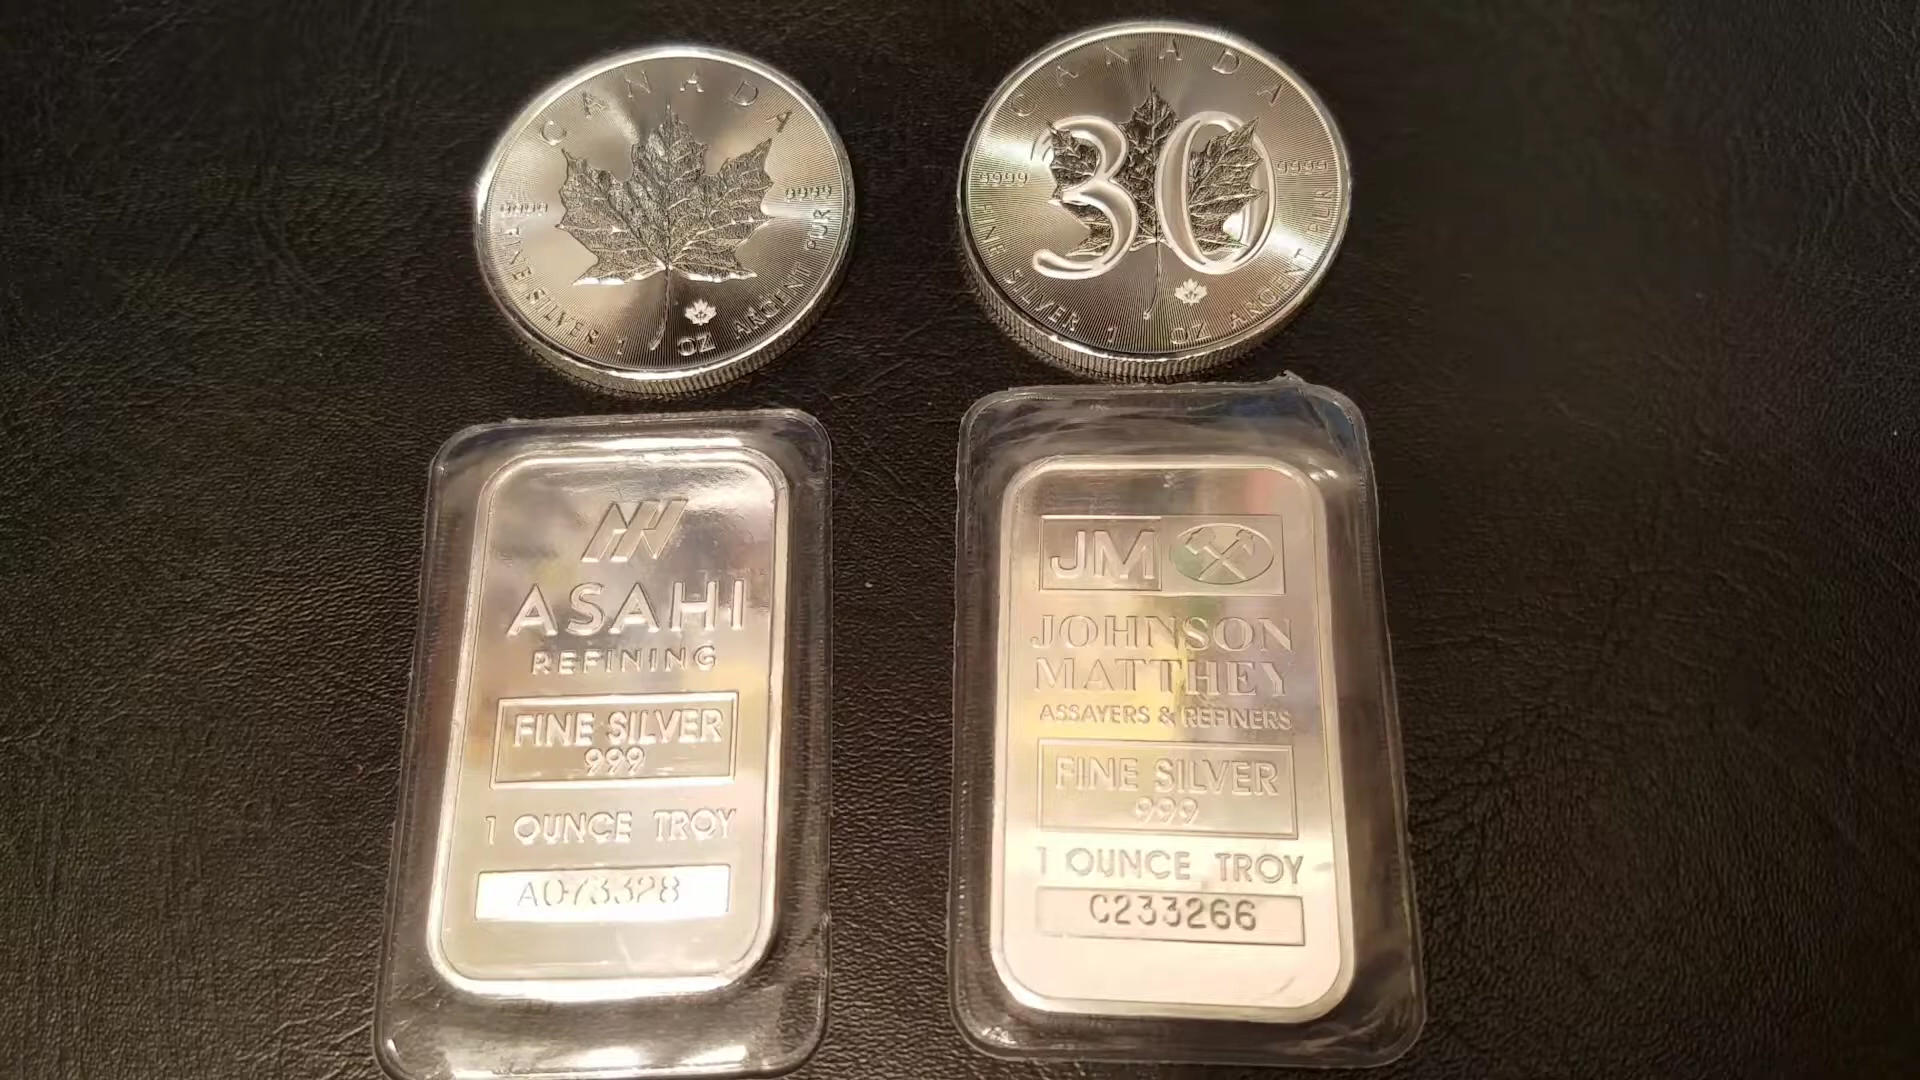 CANADA
9999 9999
FINE SILVER 1 OZ ARGENT PUR
CANADA
30
9999 9999
FINE SILVER 1 OZ ARGENT PUR
ASAHI
REFINING
FINE SILVER
999
1 OUNCE TROY
A073328
JM
JOHNSON
MATTHEY
ASSAYERS & REFINERS
FINE SILVER
999
1 OUNCE TROY
C233266